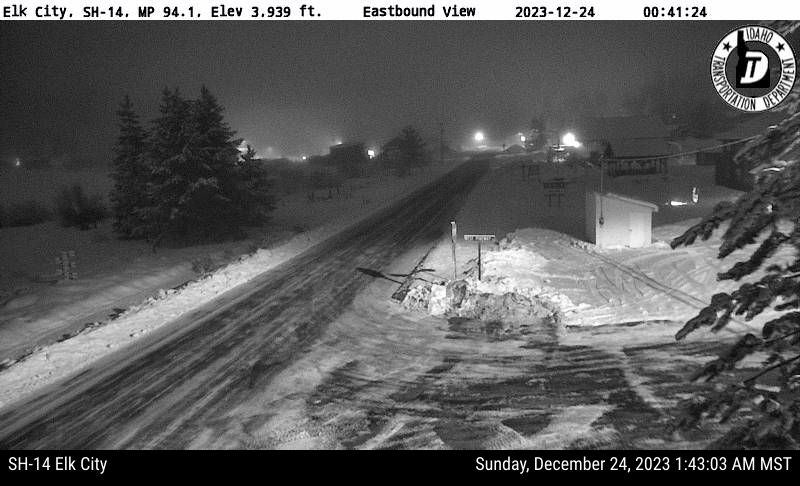 Elk City, SH-14, MP 94.1, Elev 3,939 ft. Eastbound View 2023-12-24 00:41:24
IDAHO
TRANSPORTATION DEPARTMENT
SH-14 Elk City Sunday, December 24, 2023 1:43:03 AM MST